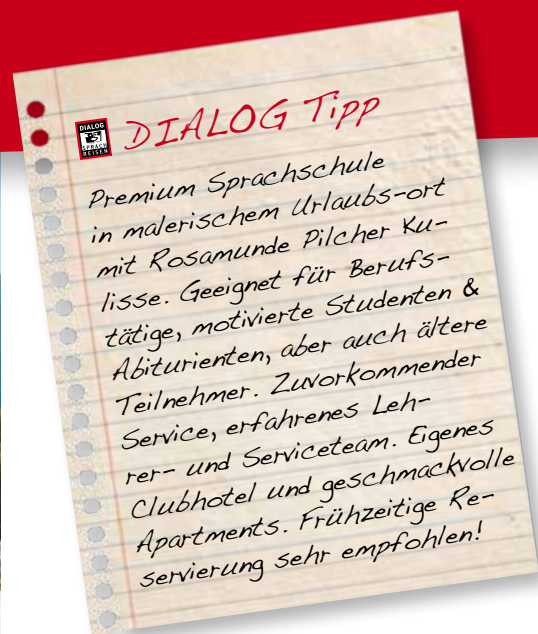 DIALOG
SPRACH
REISEN
DIALOG Tipp
Premium Sprachschule
in malerischem Urlaubs-ort
mit Rosamunde Pilcher Ku-
lisse. Geeignet für Berufs-
tätige, motivierte Studenten &
Abiturienten, aber auch ältere
Teilnehmer. Zuvorkommender
Service, erfahrenes Leh-
rer- und Serviceteam. Eigenes
Clubhotel und geschmackvolle
Apartments. Frühzeitige Re-
servierung sehr empfohlen!